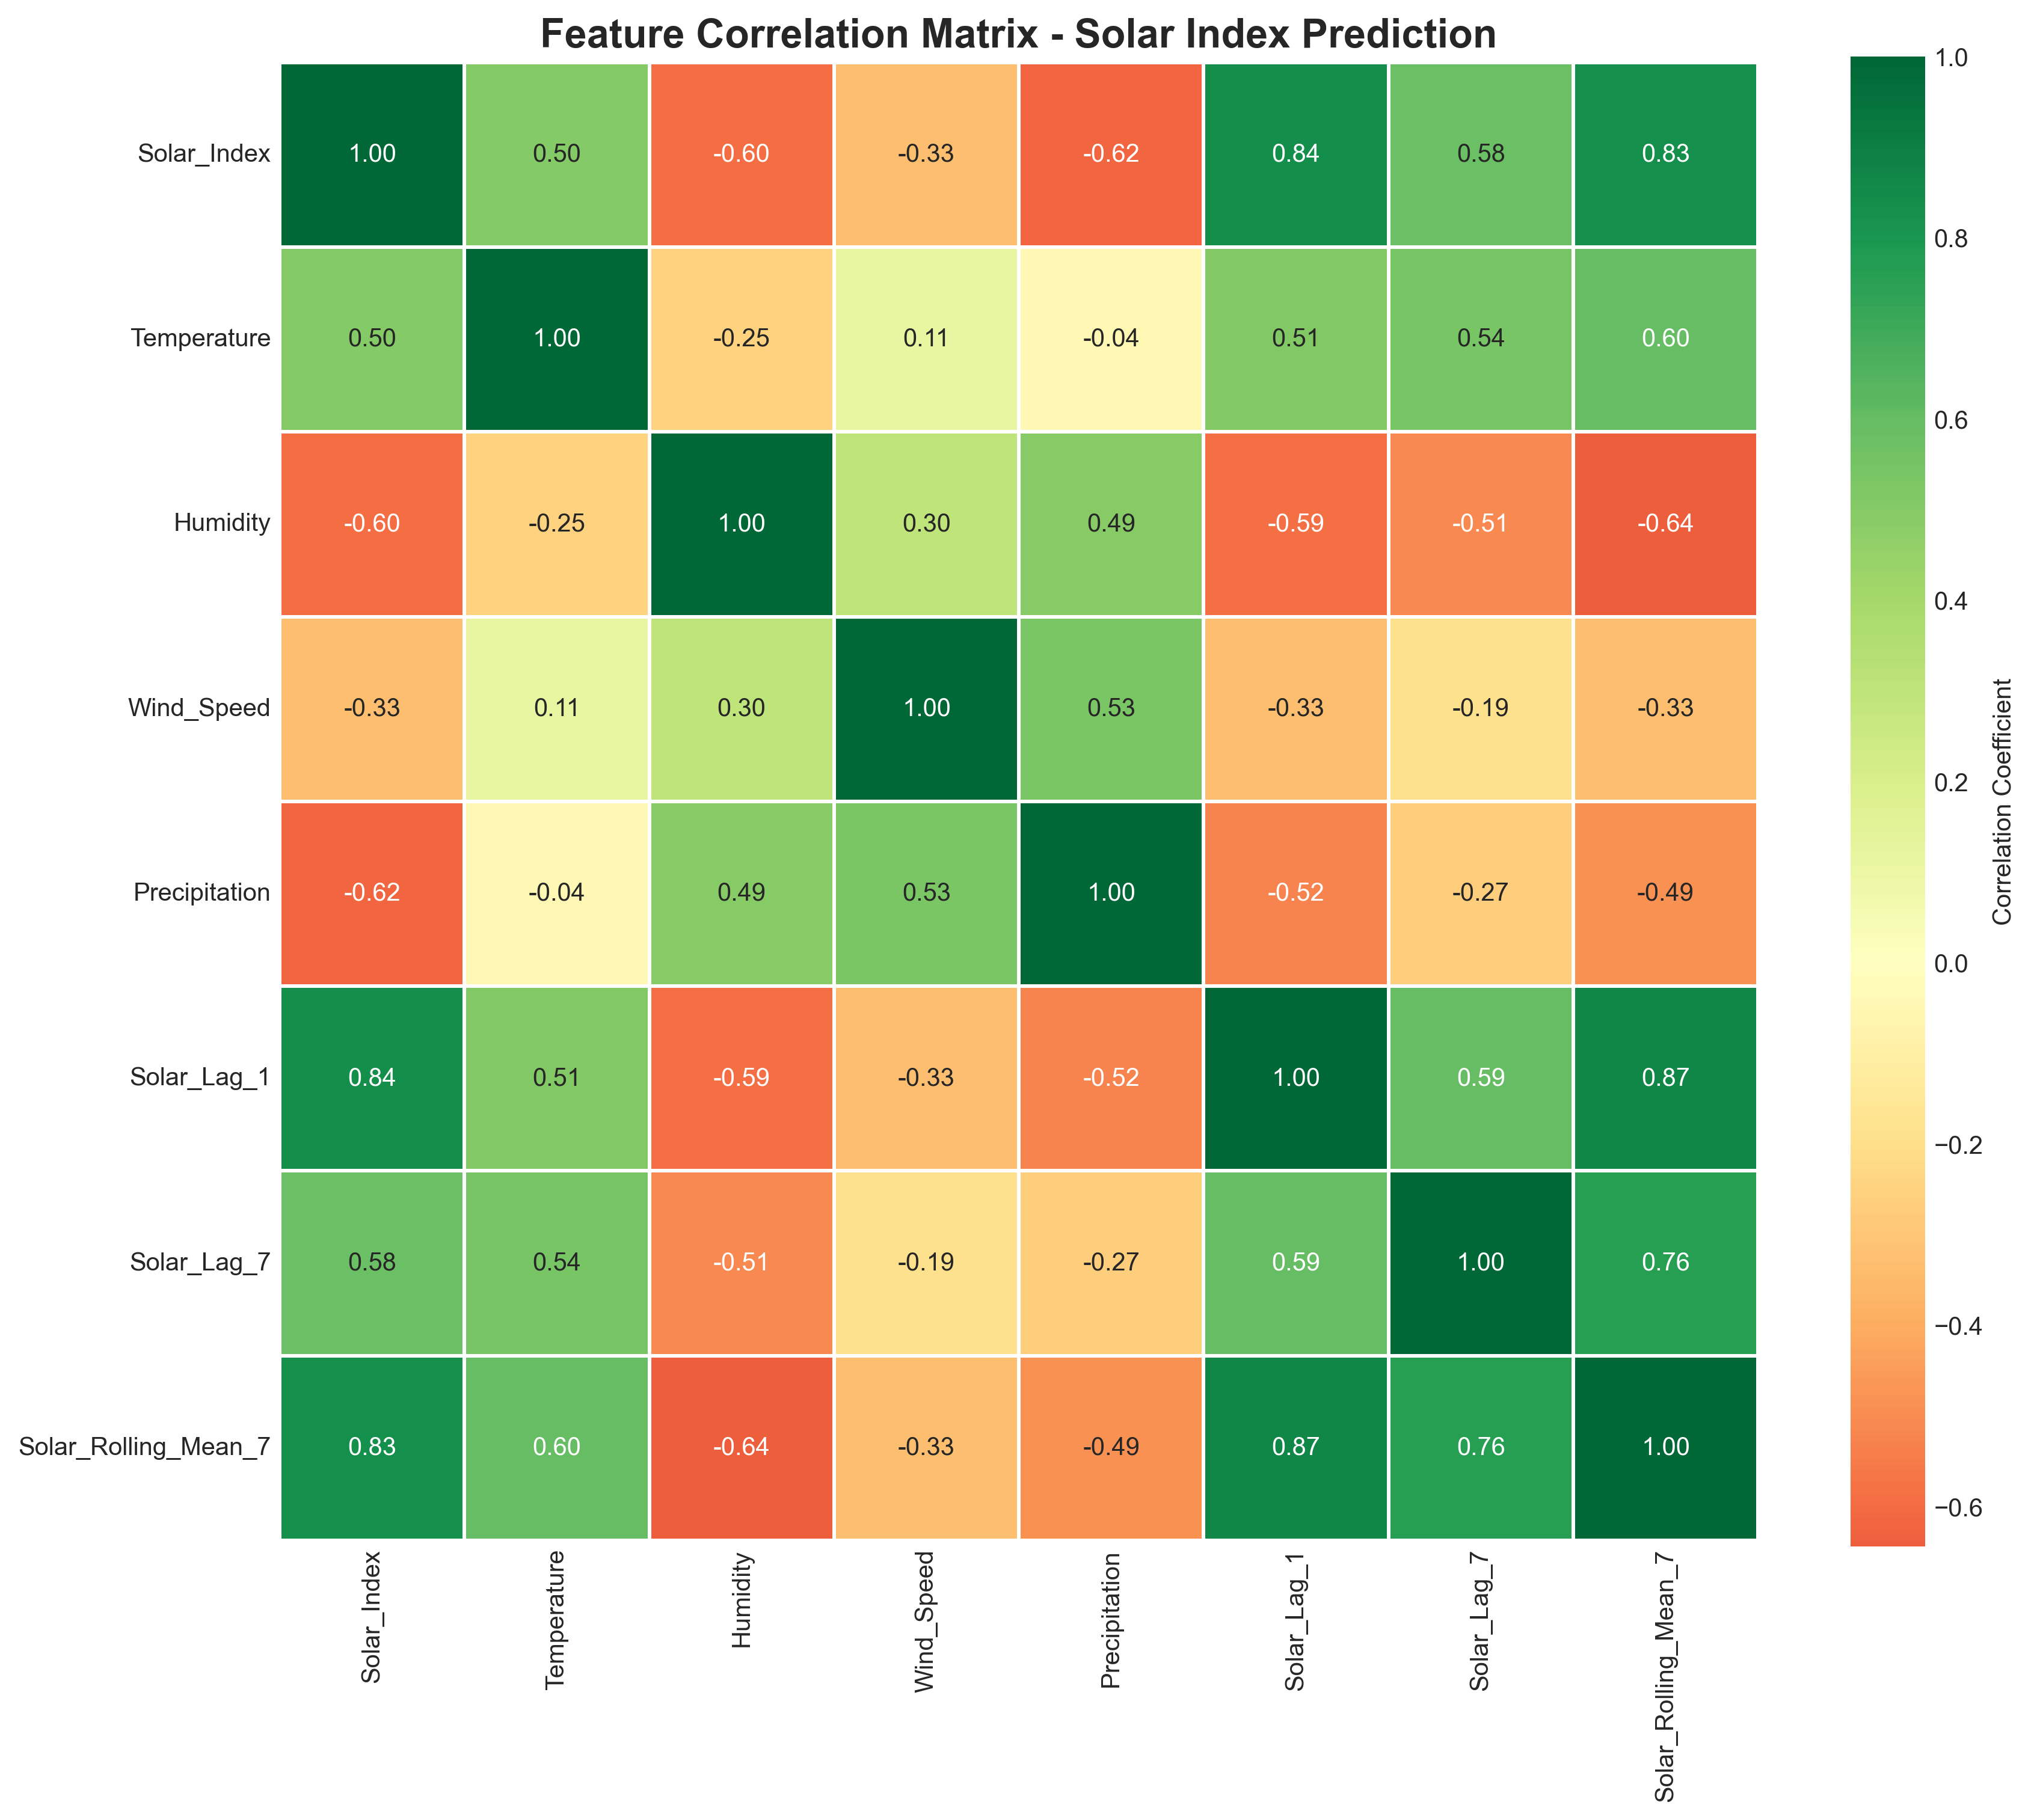 Feature Correlation Matrix - Solar Index Prediction
Solar_Index 1.00 0.50 -0.60 -0.33 -0.62 0.84 0.58 0.83
Temperature 0.50 1.00 -0.25 0.11 -0.04 0.51 0.54 0.60
Humidity -0.60 -0.25 1.00 0.30 0.49 -0.59 -0.51 -0.64
Wind_Speed -0.33 0.11 0.30 1.00 0.53 -0.33 -0.19 -0.33
Precipitation -0.62 -0.04 0.49 0.53 1.00 -0.52 -0.27 -0.49
Solar_Lag_1 0.84 0.51 -0.59 -0.33 -0.52 1.00 0.59 0.87
Solar_Lag_7 0.58 0.54 -0.51 -0.19 -0.27 0.59 1.00 0.76
Solar_Rolling_Mean_7 0.83 0.60 -0.64 -0.33 -0.49 0.87 0.76 1.00
Solar_Index
Temperature
Humidity
Wind_Speed
Precipitation
Solar_Lag_1
Solar_Lag_7
Solar_Rolling_Mean_7
1.0
0.8
0.6
0.4
0.2
0.0
−0.2
−0.4
−0.6
Correlation Coefficient